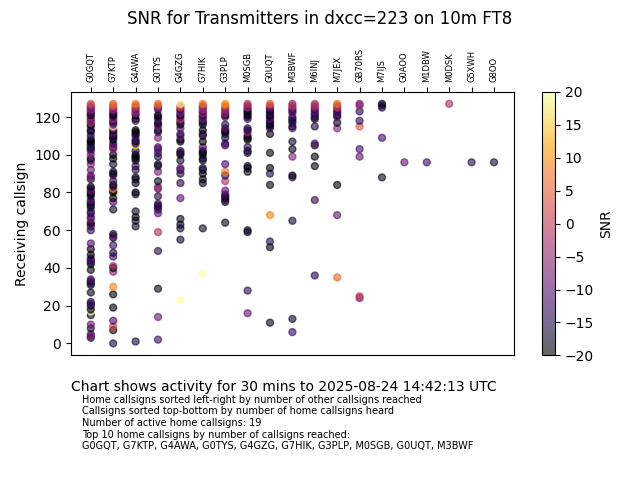 SNR for Transmitters in dxcc=223 on 10m FT8
G0GQT G7KTP G4AWA G0TYS G4GZG G7HIK G3PLP M0SGB G0UQT M3BWF M6INJ M7JEX GB70RS M7IJS G0AOO M1DBW M0DSK G5XWH G8OO
120
100
80
60
40
20
0
Receiving callsign
20
15
10
5
0
−5
−10
−15
−20
SNR
Chart shows activity for 30 mins to 2025-08-24 14:42:13 UTC
Home callsigns sorted left-right by number of other callsigns reached
Callsigns sorted top-bottom by number of home callsigns heard
Number of active home callsigns: 19
Top 10 home callsigns by number of callsigns reached:
G0GQT, G7KTP, G4AWA, G0TYS, G4GZG, G7HIK, G3PLP, M0SGB, G0UQT, M3BWF